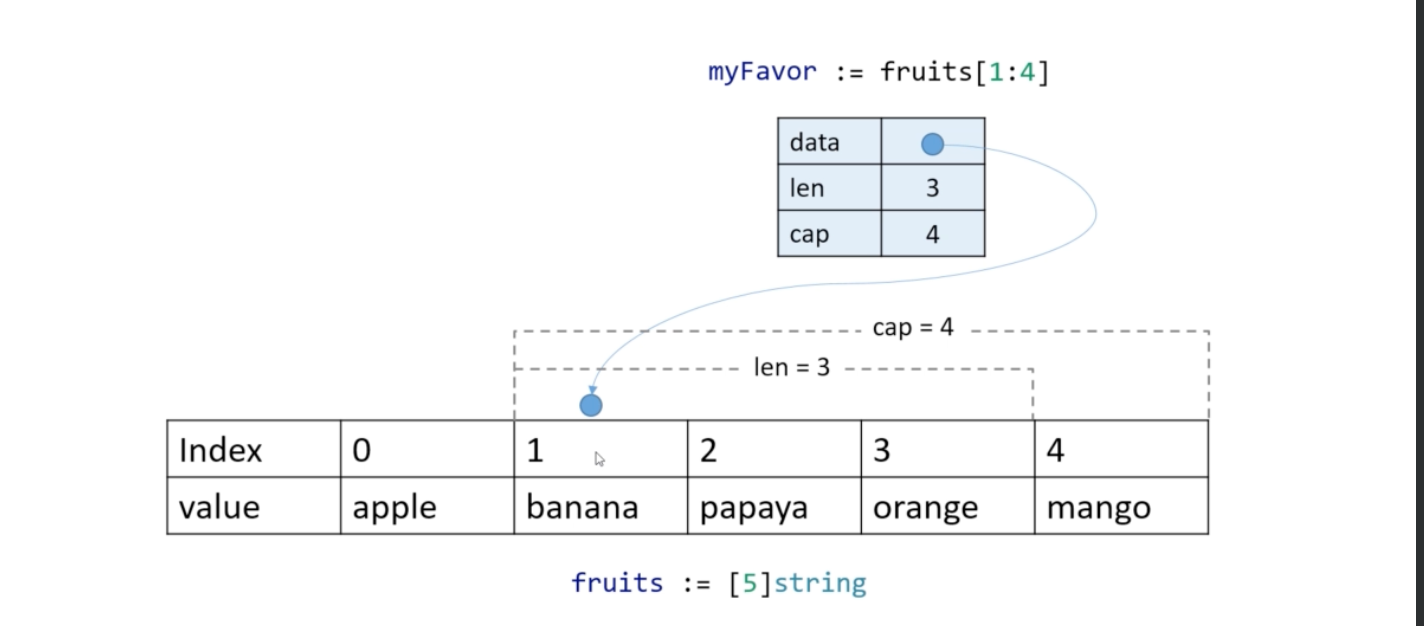 myFavor := fruits[1:4]
data
len 3
cap 4
cap = 4
len = 3
Index 0 1 2 3 4
value apple banana papaya orange mango
fruits := [5]string